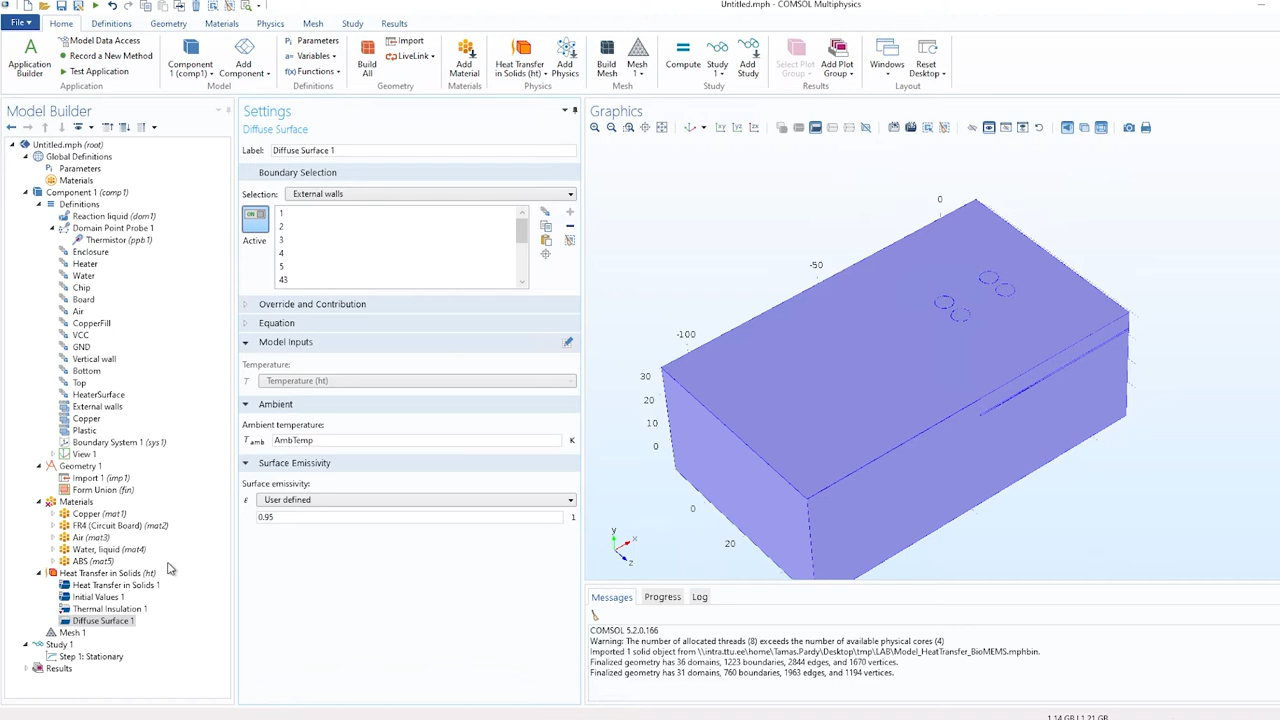 Untitled.mph - COMSOL Multiphysics
File Home Definitions Geometry Materials Physics Mesh Study Results
Application Builder
Model Data Access
Record a New Method
Test Application
Application
Component 1 (comp1)
Add Component
Model
Parameters
Variables
Functions
Definitions
Build All
Import
LiveLink
Geometry
Add Material
Materials
Heat Transfer in Solids (ht)
Add Physics
Physics
Build Mesh
Mesh 1
Mesh
Compute
Study 1
Add Study
Study
Select Plot Group
Add Plot Group
Results
Windows
Reset Desktop
Layout
Model Builder
Untitled.mph (root)
Global Definitions
Parameters
Materials
Component 1 (comp1)
Definitions
Reaction liquid (dom1)
Domain Point Probe 1
Thermistor (ppb1)
Enclosure
Heater
Water
Chip
Board
Air
CopperFill
VCC
GND
Vertical wall
Bottom
Top
HeaterSurface
External walls
Copper
Plastic
Boundary System 1 (sys1)
View 1
Geometry 1
Import 1 (imp1)
Form Union (fin)
Materials
Copper (mat1)
FR4 (Circuit Board) (mat2)
Air (mat3)
Water, liquid (mat4)
ABS (mat5)
Heat Transfer in Solids (ht)
Heat Transfer in Solids 1
Initial Values 1
Thermal Insulation 1
Diffuse Surface 1
Mesh 1
Study 1
Step 1: Stationary
Results
Settings
Diffuse Surface
Label: Diffuse Surface 1
Boundary Selection
Selection: External walls
ON
Active
1
2
3
4
5
43
Override and Contribution
Equation
Model Inputs
Temperature:
T Temperature (ht)
Ambient
Ambient temperature:
Tamb AmbTemp K
Surface Emissivity
Surface emissivity:
ε User defined
0.95 1
Graphics
0
-50
-100
30
20
10
0
0
20
y
x
z
Messages Progress Log
COMSOL 5.2.0.166
Warning: The number of allocated threads (8) exceeds the number of available physical cores (4)
Imported 1 solid object from \\intra.ttu.ee\home\Tamas.Pardy\Desktop\tmp\LAB\Model_HeatTransfer_BioMEMS.mphbin.
Finalized geometry has 36 domains, 1223 boundaries, 2844 edges, and 1670 vertices.
Finalized geometry has 31 domains, 760 boundaries, 1963 edges, and 1194 vertices.
1.14 GB | 1.21 GB